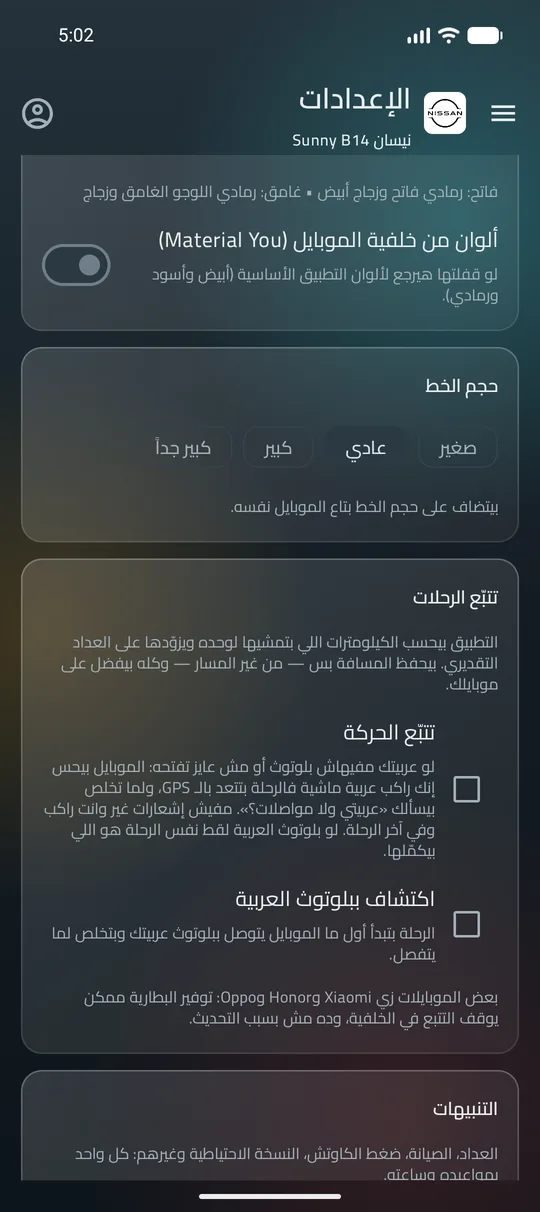 5:02
الإعدادات
NISSAN
نيسان Sunny B14
فاتح: رمادي فاتح وزجاج أبيض • غامق: رمادي اللوجو الغامق وزجاج
ألوان من خلفية الموبايل (Material You)
لو قفلتها هيرجع لألوان التطبيق الأساسية (أبيض وأسود
ورمادي).
حجم الخط
صغير
عادي
كبير
كبير جداً
بيتضاف على حجم الخط بتاع الموبايل نفسه.
تتبّع الرحلات
التطبيق بيحسب الكيلومترات اللي بتمشيها لوحده ويزوّدها على العداد
التقديري. بيحفظ المسافة بس — من غير المسار — وكله بيفضل على
موبايلك.
تتبّع الحركة
لو عربيتك مفيهاش بلوتوث أو مش عايز تفتحه: الموبايل بيحس
إنك راكب عربية ماشية فالرحلة بتتعد بالـ GPS، ولما تخلص
بيسألك «عربيتي ولا مواصلات؟». مفيش إشعارات غير وانت راكب
وفي آخر الرحلة. لو بلوتوث العربية لقط نفس الرحلة هو اللي
بيكمّلها.
اكتشاف ببلوتوث العربية
الرحلة بتبدأ أول ما الموبايل يتوصل ببلوتوث عربيتك وبتخلص لما
يتفصل.
بعض الموبايلات زي Xiaomi وHonor وOppo: توفير البطارية ممكن
يوقف التتبع في الخلفية، وده مش بسبب التحديث.
التنبيهات
العداد، الصيانة، ضغط الكاوتش، النسخة الاحتياطية وغيرهم: كل واحد
بمواعيده وساعته.